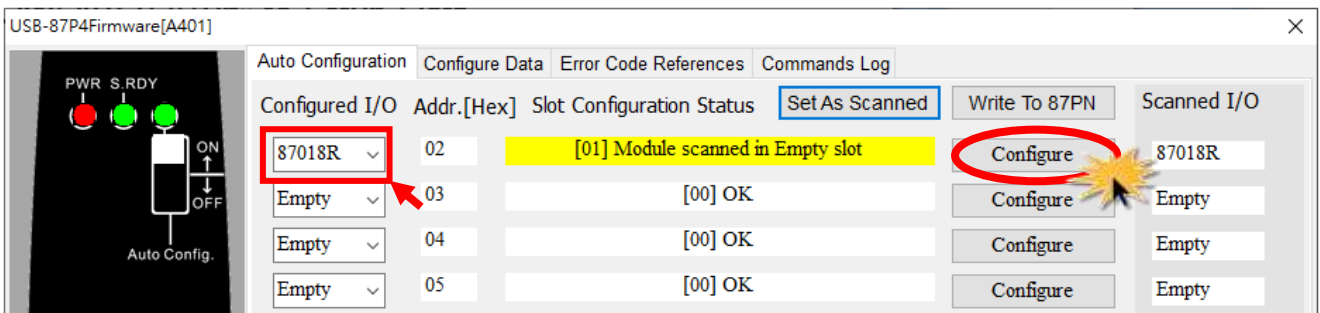 USB-87P4Firmware[A401]
PWR S.RDY
ON
OFF
Auto Config.
Auto Configuration Configure Data Error Code References Commands Log
Configured I/O Addr.[Hex] Slot Configuration Status Set As Scanned Write To 87PN Scanned I/O
87018R 02 [01] Module scanned in Empty slot Configure 87018R
Empty 03 [00] OK Configure Empty
Empty 04 [00] OK Configure Empty
Empty 05 [00] OK Configure Empty